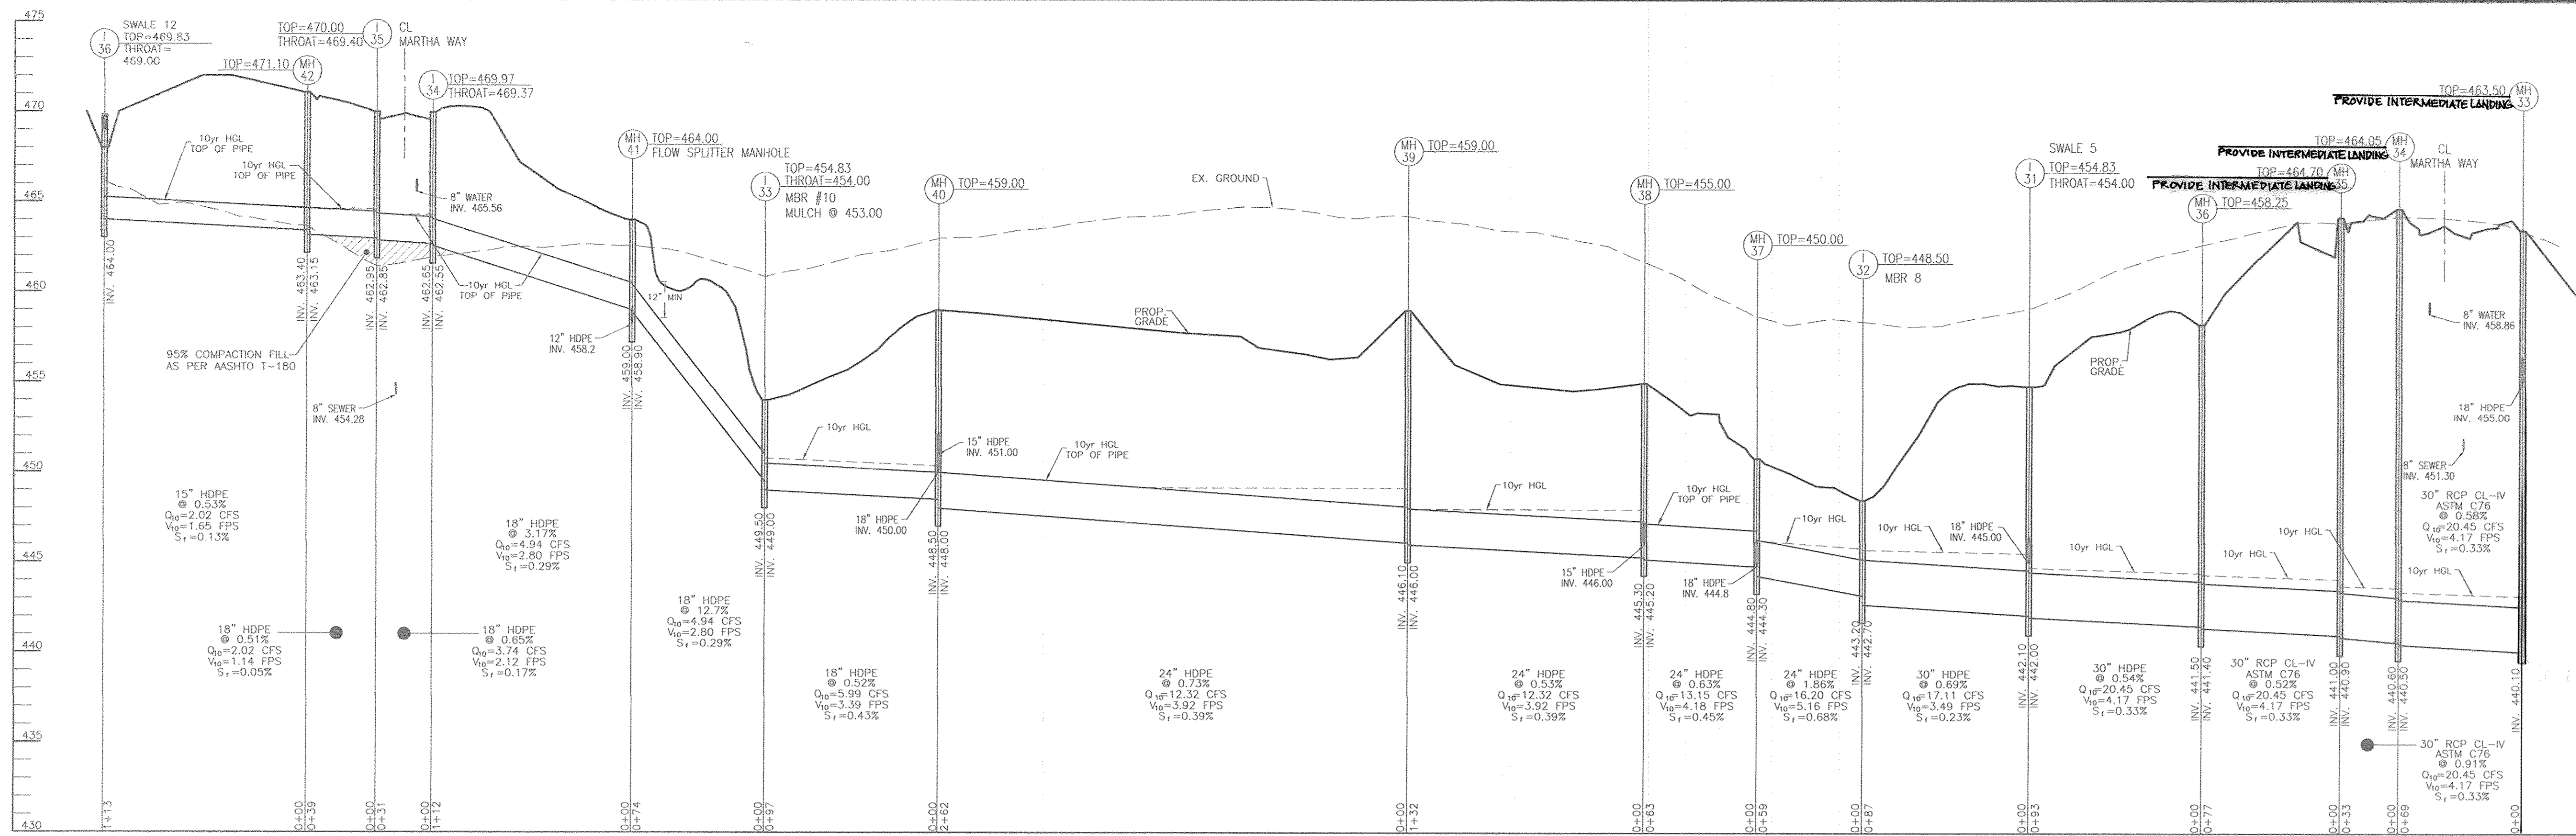 475
470
465
460
455
450
445
440
435
430
I
36
SWALE 12
TOP=469.83
THROAT=
469.00
TOP=471.10
MH
42
TOP=470.00
THROAT=469.40
I
35
CL
MARTHA WAY
I
34
TOP=469.97
THROAT=469.37
10yr HGL
TOP OF PIPE
10yr HGL
TOP OF PIPE
8" WATER
INV. 465.56
10yr HGL
TOP OF PIPE
INV. 464.00
INV. 463.40
INV. 463.15
INV. 462.95
INV. 462.85
INV. 462.65
INV. 462.55
95% COMPACTION FILL
AS PER AASHTO T-180
8" SEWER
INV. 454.28
MH
41
TOP=464.00
FLOW SPLITTER MANHOLE
12" MIN
12" HDPE
INV. 458.2
INV. 459.00
INV. 458.90
I
33
TOP=454.83
THROAT=454.00
MBR #10
MULCH @ 453.00
INV. 449.50
INV. 449.00
MH
40
TOP=459.00
10yr HGL
15" HDPE
INV. 451.00
18" HDPE
INV. 450.00
INV. 448.50
INV. 448.00
10yr HGL
TOP OF PIPE
EX. GROUND
PROP.
GRADE
MH
39
TOP=459.00
INV. 446.10
INV. 446.00
10yr HGL
MH
38
TOP=455.00
15" HDPE
INV. 446.00
INV. 445.30
INV. 445.20
10yr HGL
TOP OF PIPE
MH
37
TOP=450.00
18" HDPE
INV. 444.8
INV. 444.80
INV. 444.30
10yr HGL
I
32
TOP=448.50
MBR 8
INV. 443.20
INV. 442.70
10yr HGL
SWALE 5
I
31
TOP=454.83
THROAT=454.00
18" HDPE
INV. 445.00
INV. 442.10
INV. 442.00
10yr HGL
PROP.
GRADE
MH
36
TOP=458.25
INV. 441.50
INV. 441.40
10yr HGL
TOP=464.70
PROVIDE INTERMEDIATE LANDING
MH
35
INV. 441.00
INV. 440.90
10yr HGL
TOP=464.05
PROVIDE INTERMEDIATE LANDING
MH
34
INV. 440.60
INV. 440.50
10yr HGL
CL
MARTHA WAY
TOP=463.50
PROVIDE INTERMEDIATE LANDING
MH
33
8" WATER
INV. 458.86
18" HDPE
INV. 455.00
8" SEWER
INV. 451.30
INV. 440.10
15" HDPE
@ 0.53%
Q10=2.02 CFS
V10=1.65 FPS
Sf=0.13%
18" HDPE
@ 0.51%
Q10=2.02 CFS
V10=1.14 FPS
Sf=0.05%
18" HDPE
@ 0.65%
Q10=3.74 CFS
V10=2.12 FPS
Sf=0.17%
18" HDPE
@ 3.17%
Q10=4.94 CFS
V10=2.80 FPS
Sf=0.29%
18" HDPE
@ 12.7%
Q10=4.94 CFS
V10=2.80 FPS
Sf=0.29%
18" HDPE
@ 0.52%
Q10=5.99 CFS
V10=3.39 FPS
Sf=0.43%
24" HDPE
@ 0.73%
Q10=12.32 CFS
V10=3.92 FPS
Sf=0.39%
24" HDPE
@ 0.53%
Q10=12.32 CFS
V10=3.92 FPS
Sf=0.39%
24" HDPE
@ 0.63%
Q10=13.15 CFS
V10=4.18 FPS
Sf=0.45%
24" HDPE
@ 1.86%
Q10=16.20 CFS
V10=5.16 FPS
Sf=0.68%
30" HDPE
@ 0.69%
Q10=17.11 CFS
V10=3.49 FPS
Sf=0.23%
30" HDPE
@ 0.54%
Q10=20.45 CFS
V10=4.17 FPS
Sf=0.33%
30" RCP CL-IV
ASTM C76
@ 0.52%
Q10=20.45 CFS
V10=4.17 FPS
Sf=0.33%
30" RCP CL-IV
ASTM C76
@ 0.58%
Q10=20.45 CFS
V10=4.17 FPS
Sf=0.33%
30" RCP CL-IV
ASTM C76
@ 0.91%
Q10=20.45 CFS
V10=4.17 FPS
Sf=0.33%
1+13
0+00
0+39
0+00
0+31
0+00
1+12
0+00
0+74
0+00
0+97
0+00
2+62
0+00
1+32
0+00
0+63
0+00
0+59
0+00
0+87
0+00
0+93
0+00
0+77
0+00
0+33
0+00
0+69
0+00